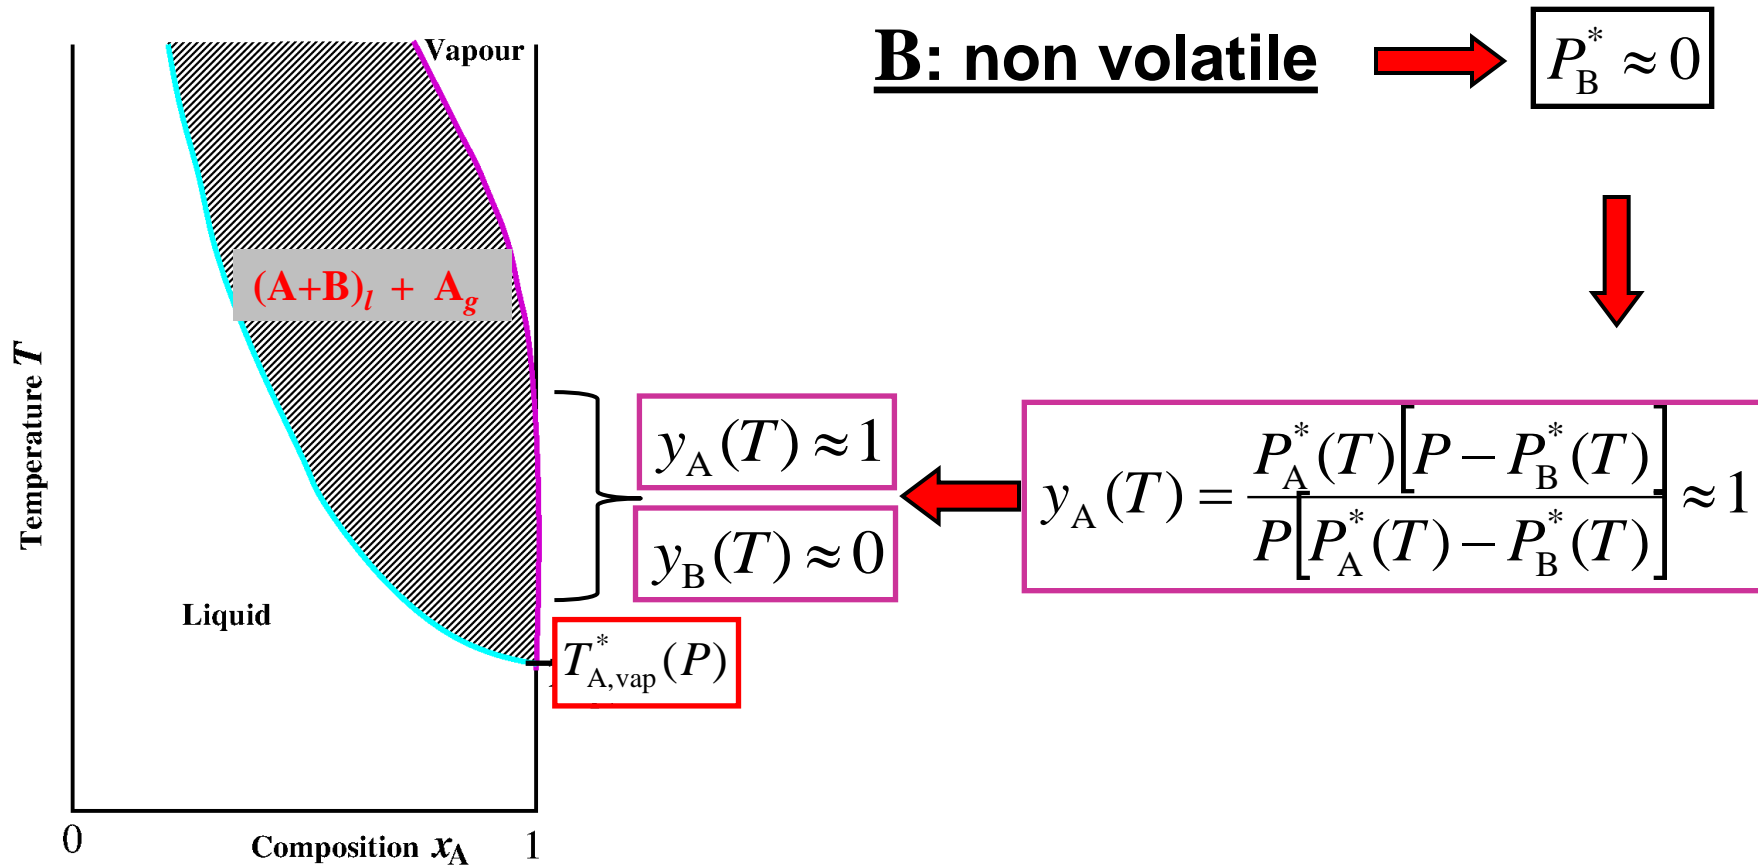 B: non volatile
P*B ≈ 0
Vapour
(A+B)l + Ag
Temperature T
yA(T) ≈ 1
yB(T) ≈ 0
yA(T) = P*A(T)[P − P*B(T)] / P[P*A(T) − P*B(T)] ≈ 1
Liquid
T*A,vap(P)
0
Composition xA
1